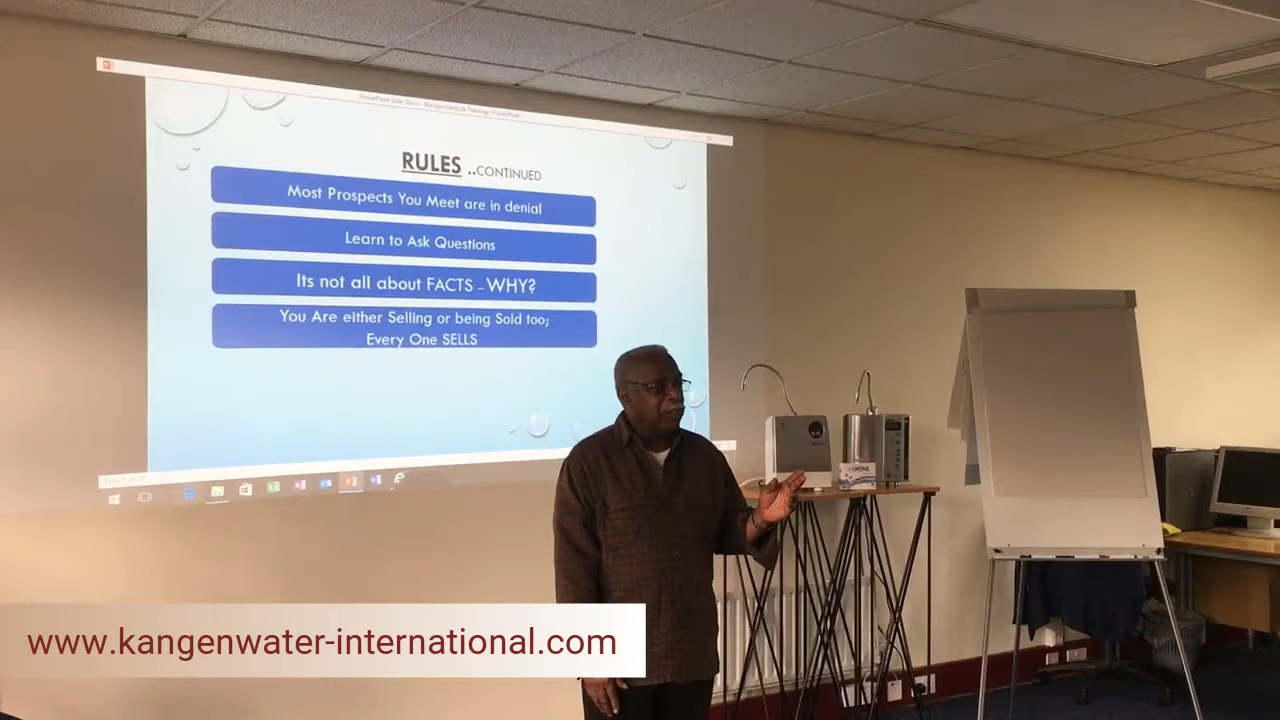 RULES ..CONTINUED
Most Prospects You Meet are in denial
Learn to Ask Questions
Its not all about FACTS - WHY?
You Are either Selling or being Sold too;
Every One SELLS
www.kangenwater-international.com